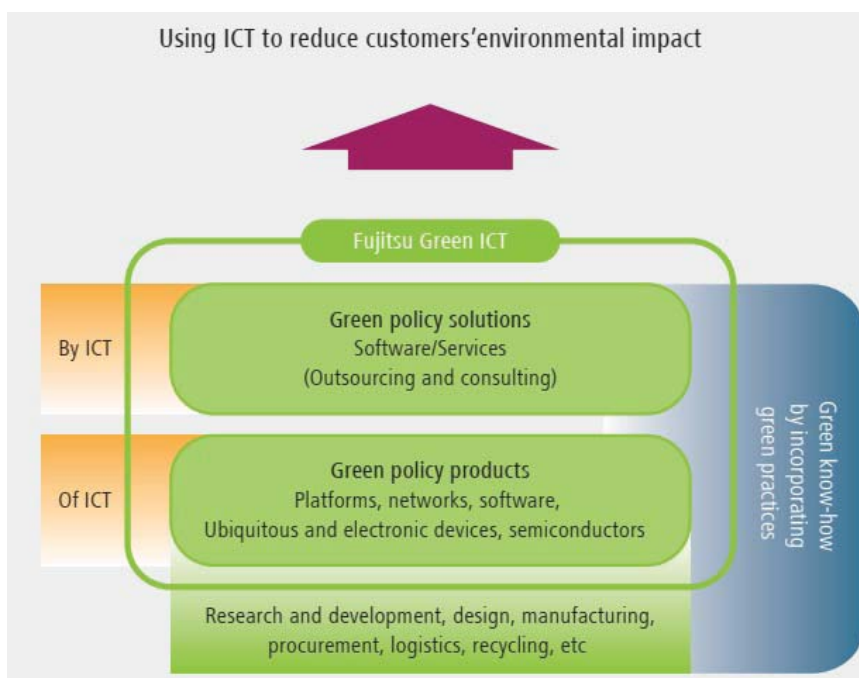 Using ICT to reduce customers’environmental impact
Fujitsu Green ICT
By ICT
Green policy solutions
Software/Services
(Outsourcing and consulting)
Of ICT
Green policy products
Platforms, networks, software,
Ubiquitous and electronic devices, semiconductors
Green know-how
by incorporating
green practices
Research and development, design, manufacturing,
procurement, logistics, recycling, etc